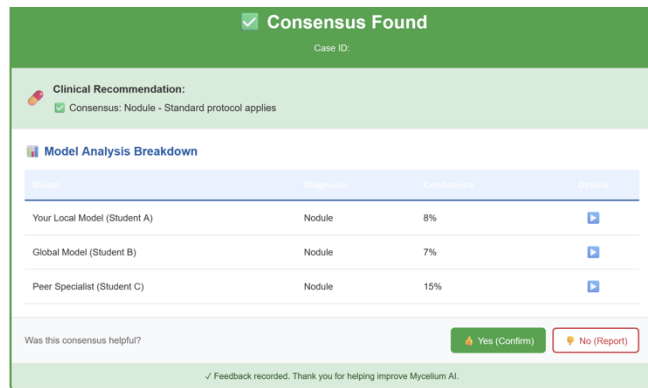 ✅ Consensus Found
Case ID:
Clinical Recommendation:
✅ Consensus: Nodule - Standard protocol applies
Model Analysis Breakdown
Model Diagnosis Confidence Details
Your Local Model (Student A) Nodule 8%
Global Model (Student B) Nodule 7%
Peer Specialist (Student C) Nodule 15%
Was this consensus helpful? 👍 Yes (Confirm) 👎 No (Report)
✓ Feedback recorded. Thank you for helping improve Mycelium AI.